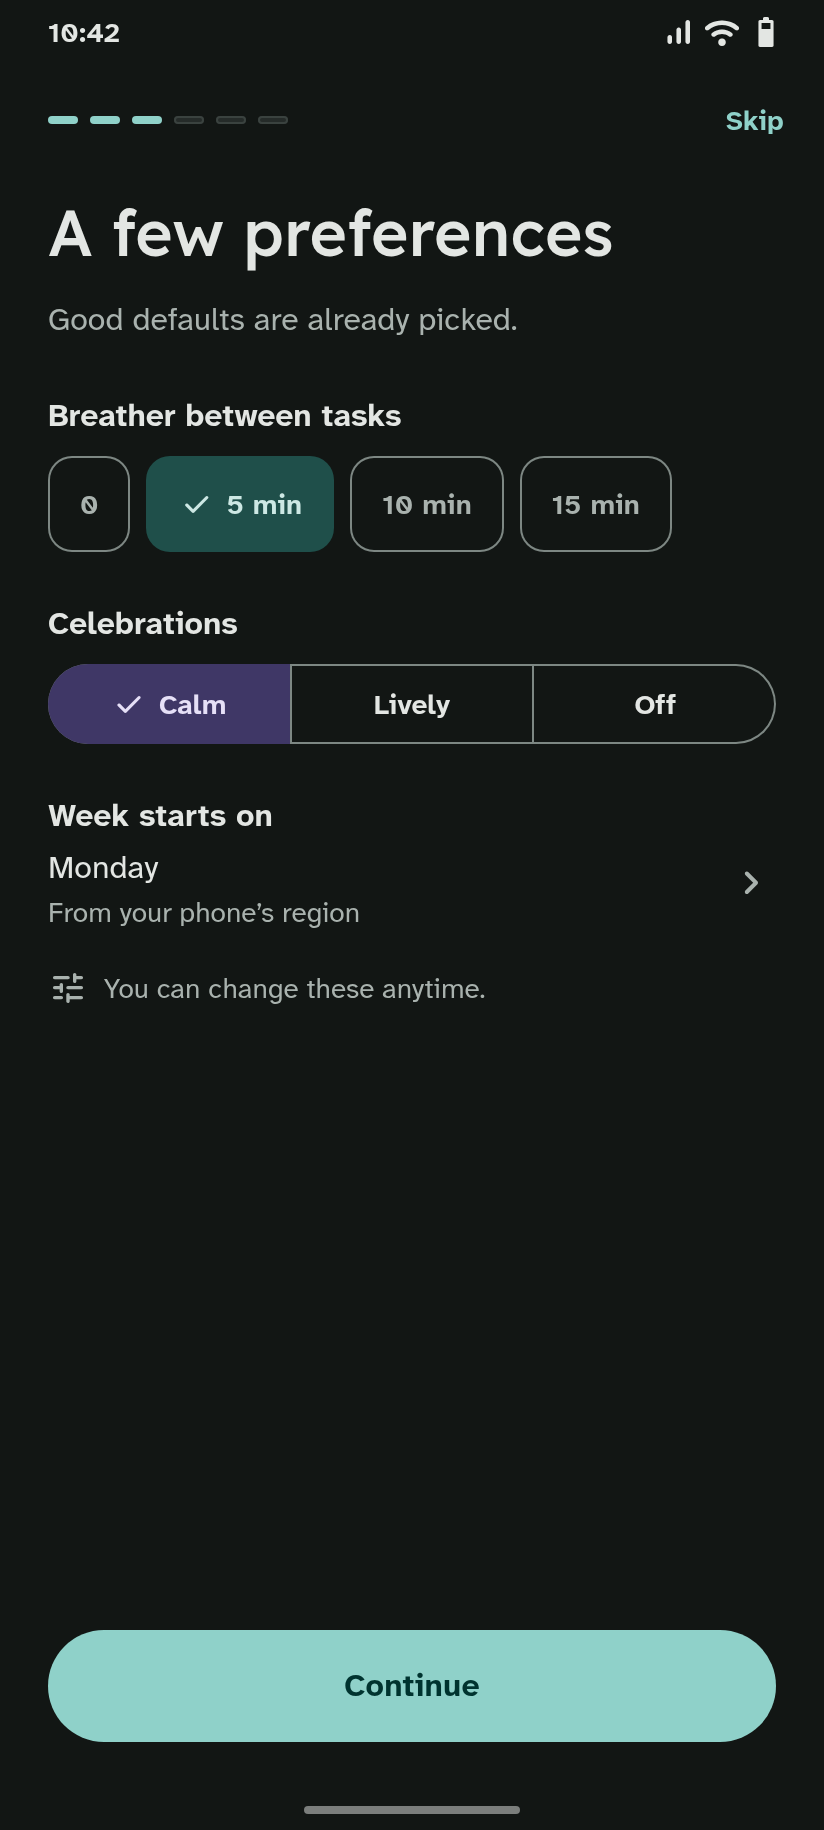 10:42
Skip
A few preferences
Good defaults are already picked.
Breather between tasks
0 5 min 10 min 15 min
Celebrations
Calm Lively Off
Week starts on
Monday
From your phone’s region
You can change these anytime.
Continue